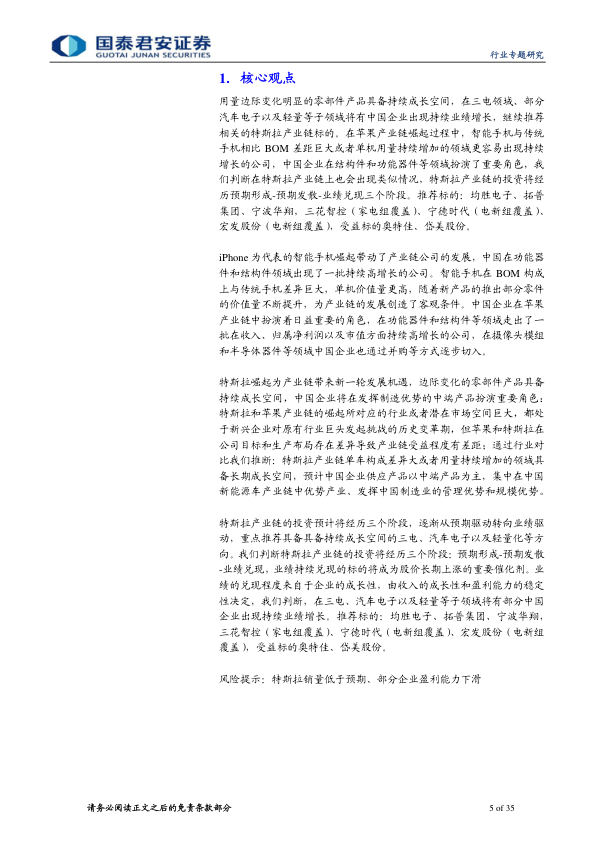 国泰君安证券
GUOTAI JUNAN SECURITIES
行业专题研究
1. 核心观点
用量边际变化明显的零部件产品具备持续成长空间，在三电领域、部分
汽车电子以及轻量等子领域将有中国企业出现持续业绩增长，继续推荐
相关的特斯拉产业链标的。在苹果产业链崛起过程中，智能手机与传统
手机相比 BOM 差距巨大或者单机用量持续增加的领域更容易出现持续
增长的公司，中国企业在结构件和功能器件等领域扮演了重要角色，我
们判断在特斯拉产业链上也会出现类似情况，特斯拉产业链的投资将经
历预期形成-预期发散-业绩兑现三个阶段。推荐标的：均胜电子、拓普
集团、宁波华翔，三花智控（家电组覆盖）、宁德时代（电新组覆盖）、
宏发股份（电新组覆盖），受益标的奥特佳、岱美股份。
iPhone 为代表的智能手机崛起带动了产业链公司的发展，中国在功能器
件和结构件领域出现了一批持续高增长的公司。智能手机在 BOM 构成
上与传统手机差异巨大，单机价值量更高，随着新产品的推出部分零件
的价值量不断提升，为产业链的发展创造了客观条件。中国企业在苹果
产业链中扮演着日益重要的角色，在功能器件和结构件等领域走出了一
批在收入、归属净利润以及市值方面持续高增长的公司，在摄像头模组
和半导体器件等领域中国企业也通过并购等方式逐步切入。
特斯拉崛起为产业链带来新一轮发展机遇，边际变化的零部件产品具备
持续成长空间，中国企业将在发挥制造优势的中端产品扮演重要角色；
特斯拉和苹果产业链的崛起所对应的行业或者潜在市场空间巨大，都处
于新兴企业对原有行业巨头发起挑战的历史变革期，但苹果和特斯拉在
公司目标和生产布局存在差异导致产业链受益程度有差距；通过行业对
比我们推断：特斯拉产业链单车构成差异大或者用量持续增加的领域具
备长期成长空间，预计中国企业供应产品以中端产品为主，集中在中国
新能源车产业链中优势产业、发挥中国制造业的管理优势和规模优势。
特斯拉产业链的投资预计将经历三个阶段，逐渐从预期驱动转向业绩驱
动，重点推荐具备具备持续成长空间的三电、汽车电子以及轻量化等方
向。我们判断特斯拉产业链的投资将经历三个阶段：预期形成-预期发散
-业绩兑现，业绩持续兑现的标的将成为股价长期上涨的重要催化剂。业
绩的兑现程度来自于企业的成长性，由收入的成长性和盈利能力的稳定
性决定，我们判断，在三电、汽车电子以及轻量等子领域将有部分中国
企业出现持续业绩增长。推荐标的：均胜电子、拓普集团、宁波华翔，
三花智控（家电组覆盖）、宁德时代（电新组覆盖）、宏发股份（电新组
覆盖），受益标的奥特佳、岱美股份。
风险提示：特斯拉销量低于预期、部分企业盈利能力下滑
请务必阅读正文之后的免责条款部分
5 of 35